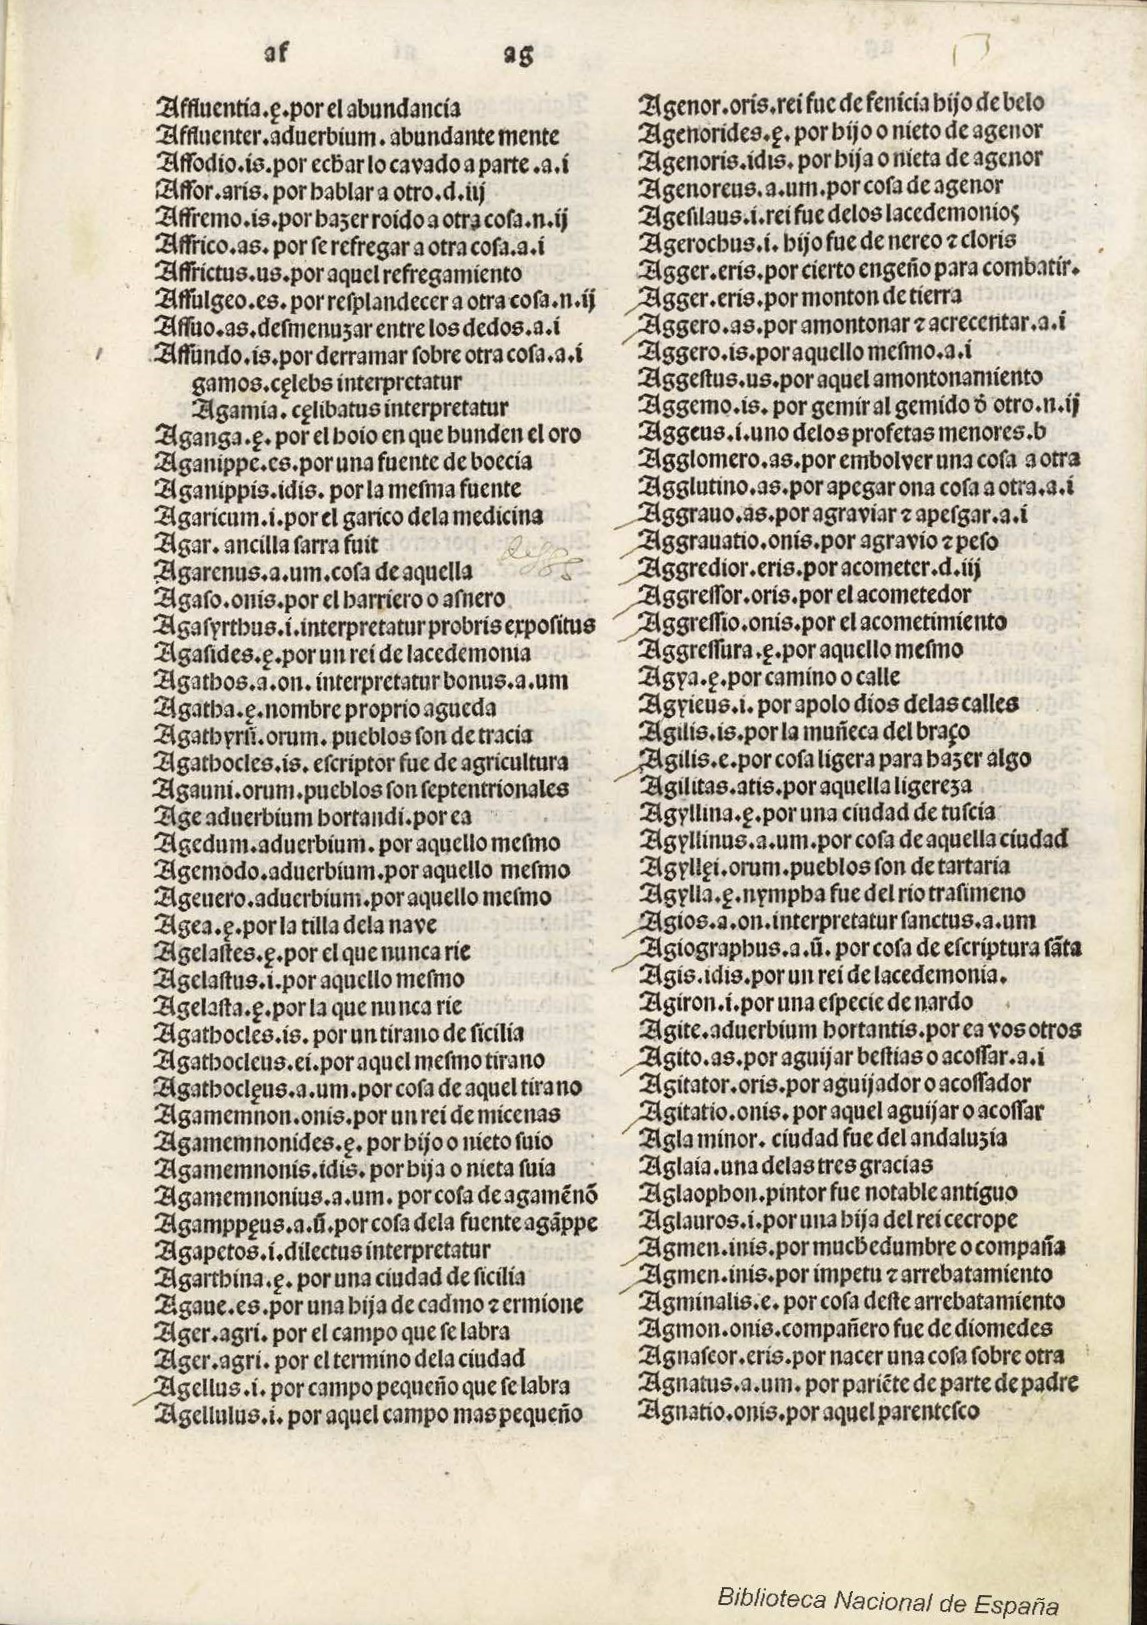 af ag
Affluentia.ę.por el abundancia
Affluenter.aduerbium.abundante mente
Affodio.is.por echar lo cavado a parte.a.i
Affor.aris.por hablar a otro.d.iij
Affremo.is.por hazer roido a otra cosa.n.ij
Affrico.as.por se refregar a otra cosa.a.i
Affrictus.us.por aquel refregamiento
Affulgeo.es.por resplandecer a otra cosa.n.ij
Affuo.as.desmenuzar entre los dedos.a.i
Affundo.is.por derramar sobre otra cosa.a.i
gamos.cęlebs interpretatur
Agamia.cęlibatus interpretatur
Aganga.ę.por el hoio en que hunden el oro
Aganippe.es.por una fuente de boecia
Aganippis.idis.por la mesma fuente
Agaricum.i.por el garico dela medicina
Agar.ancilla sarra fuit
Agarenus.a.um.cosa de aquella
Agaso.onis.por el harriero o asnero
Agasyrthus.i.interpretatur probris expositus
Agasides.ę.por un rei de lacedemonia
Agathos.a.on.interpretatur bonus.a.um
Agatha.ę.nombre proprio agueda
Agathyrsi.orum.pueblos son de tracia
Agathocles.is.escriptor fue de agricultura
Agauni.orum.pueblos son septentrionales
Age aduerbium hortandi.por ea
Agedum.aduerbium.por aquello mesmo
Agemodo.aduerbium.por aquello mesmo
Ageuero.aduerbium.por aquello mesmo
Agea.ę.por la tilla dela nave
Agelastes.ę.por el que nunca rie
Agelastus.i.por aquello mesmo
Agelasta.ę.por la que nunca rie
Agathocles.is.por un tirano de sicilia
Agathocleus.ei.por aquel mesmo tirano
Agathoclęus.a.um.por cosa de aquel tirano
Agamemnon.onis.por un rei de micenas
Agamemnonides.ę.por hijo o nieto suio
Agamemnonis.idis.por hija o nieta suia
Agamemnonius.a.um.por cosa de agamēnō
Agamppęus.a.ū.por cosa dela fuente agāppe
Agapetos.i.dilectus interpretatur
Agarthina.ę.por una ciudad de sicilia
Agaue.es.por una hija de cadmo ⁊ ermione
Ager.agri.por el campo que se labra
Ager.agri.por el termino dela ciudad
Agellus.i.por campo pequeño que se labra
Agellulus.i.por aquel campo mas pequeño
Agenor.oris.rei fue de fenicia hijo de belo
Agenorides.ę.por hijo o nieto de agenor
Agenoris.idis.por hija o nieta de agenor
Agenoreus.a.um.por cosa de agenor
Agesilaus.i.rei fue delos lacedemonios
Agerochus.i.hijo fue de nereo ⁊ cloris
Agger.eris.por cierto engeño para combatir.
Agger.eris.por monton de tierra
Aggero.as.por amontonar ⁊ acrecentar.a.i
Aggero.is.por aquello mesmo.a.i
Aggestus.us.por aquel amontonamiento
Aggemo.is.por gemir al gemido đ otro.n.ij
Aggeus.i.uno delos profetas menores.b
Agglomero.as.por embolver una cosa a otra
Agglutino.as.por apegar ona cosa a otra.a.i
Aggrauo.as.por agraviar ⁊ apesgar.a.i
Aggrauatio.onis.por agravio ⁊ peso
Aggredior.eris.por acometer.d.iij
Aggressor.oris.por el acometedor
Aggressio.onis.por el acometimiento
Aggressura.ę.por aquello mesmo
Agya.ę.por camino o calle
Agyieus.i.por apolo dios delas calles
Agilis.is.por la muñeca del braço
Agilis.e.por cosa ligera para hazer algo
Agilitas.atis.por aquella ligereza
Agyllina.ę.por una ciudad de tuscia
Agyllinus.a.um.por cosa de aquella ciudad
Agyllęi.orum.pueblos son de tartaria
Agylla.ę.nympha fue del rio trasimeno
Agios.a.on.interpretatur sanctus.a.um
Agiographus.a.ū.por cosa de escriptura sāta
Agis.idis.por un rei de lacedemonia.
Agiron.i.por una especie de nardo
Agite.aduerbium hortantis.por ea vos otros
Agito.as.por aguijar bestias o acossar.a.i
Agitator.oris.por aguijador o acossador
Agitatio.onis.por aquel aguijar o acossar
Agla minor.ciudad fue del andaluzia
Aglaia.una delas tres gracias
Aglaophon.pintor fue notable antiguo
Aglauros.i.por una hija del rei cecrope
Agmen.inis.por muchedumbre o compaña
Agmen.inis.por impetu ⁊ arrebatamiento
Agminalis.e.por cosa deste arrebatamiento
Agmon.onis.compañero fue de diomedes
Agnascor.eris.por nacer una cosa sobre otra
Agnatus.a.um.por pariēte de parte de padre
Agnatio.onis.por aquel parentesco
Biblioteca Nacional de España